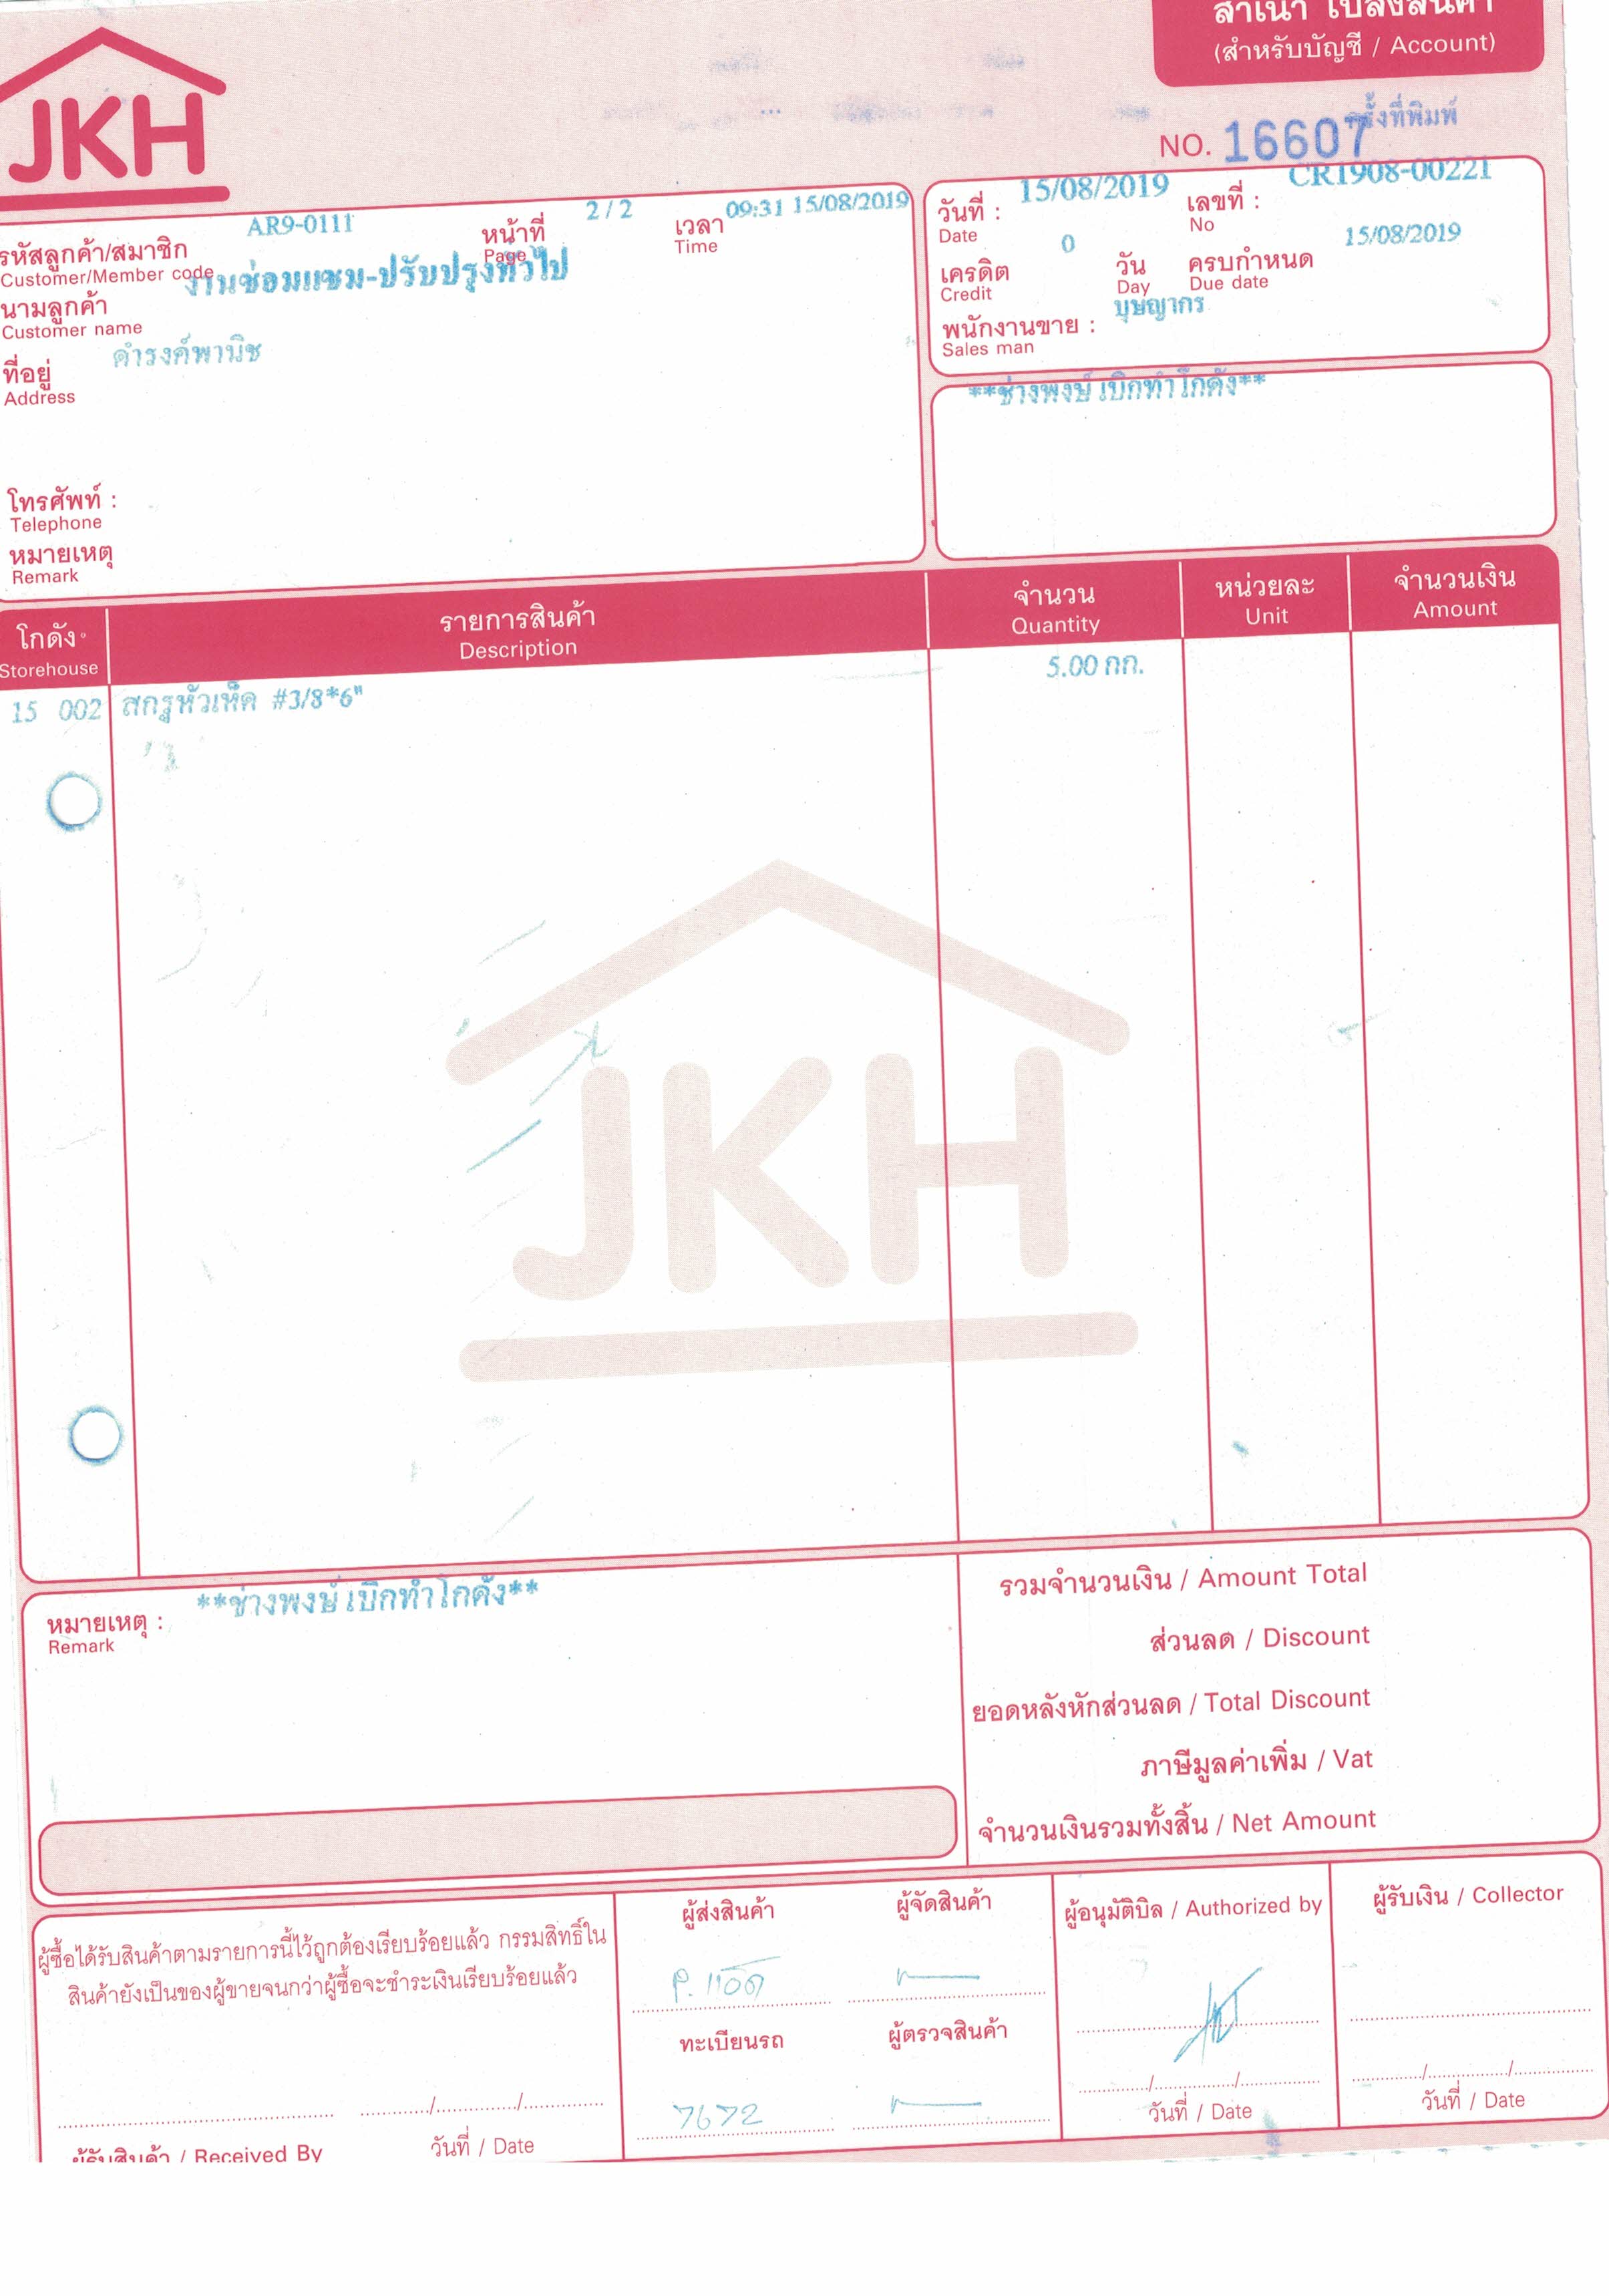 สำเนา ใบส่งสินค้า
(สำหรับบัญชี / Account)
JKH
ครั้งที่พิมพ์
NO. 16607
รหัสลูกค้า/สมาชิก AR9-0111 หน้าที่ 2 / 2 เวลา 09:31 15/08/2019
Customer/Member code Page Time
นามลูกค้า งานซ่อมแซม-ปรับปรุงทั่วไป
Customer name
ที่อยู่ ดำรงค์พานิช
Address
โทรศัพท์ :
Telephone
หมายเหตุ
Remark
วันที่ : 15/08/2019 เลขที่ : CR1908-00221
Date No
เครดิต 0 วัน ครบกำหนด 15/08/2019
Credit Day Due date
พนักงานขาย : บุษญากร
Sales man
**ช่างพงษ์ เบิกทำโกดัง**
โกดัง รายการสินค้า จำนวน หน่วยละ จำนวนเงิน
Storehouse Description Quantity Unit Amount
15 002 สกรูหัวเห็ด #3/8*6" 5.00 กก.
JKH
หมายเหตุ : **ช่างพงษ์ เบิกทำโกดัง**
Remark
รวมจำนวนเงิน / Amount Total
ส่วนลด / Discount
ยอดหลังหักส่วนลด / Total Discount
ภาษีมูลค่าเพิ่ม / Vat
จำนวนเงินรวมทั้งสิ้น / Net Amount
ผู้ซื้อได้รับสินค้าตามรายการนี้ไว้ถูกต้องเรียบร้อยแล้ว กรรมสิทธิ์ใน
สินค้ายังเป็นของผู้ขายจนกว่าผู้ซื้อจะชำระเงินเรียบร้อยแล้ว
ผู้รับสินค้า / Received By วันที่ / Date
ผู้ส่งสินค้า ผู้จัดสินค้า
ทะเบียนรถ ผู้ตรวจสินค้า
7672
ผู้อนุมัติบิล / Authorized by
วันที่ / Date
ผู้รับเงิน / Collector
วันที่ / Date